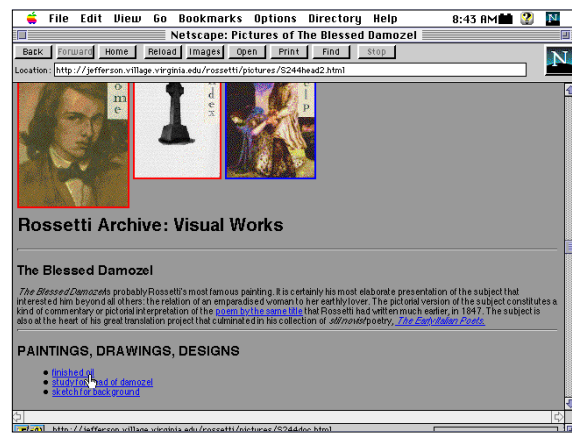 File Edit View Go Bookmarks Options Directory Help 8:43 AM
Netscape: Pictures of The Blessed Damozel
Back Forward Home Reload Images Open Print Find Stop
N
Location: http://jefferson.village.virginia.edu/rossetti/pictures/S244head2.html
ome
dex
elp
Rossetti Archive: Visual Works
The Blessed Damozel
The Blessed Damozel is probably Rossetti's most famous painting. It is certainly his most elaborate presentation of the subject that
interested him beyond all others: the relation of an emparadised woman to her earthly lover. The pictorial version of the subject constitutes a
kind of commentary or pictorial interpretation of the poem by the same title that Rossetti had written much earlier, in 1847. The subject is
also at the heart of his great translation project that culminated in his collection of stilnovist poetry, The Early Italian Poets.
PAINTINGS, DRAWINGS, DESIGNS
• finished oil
• study for head of damozel
• sketch for background
http://jefferson.village.virginia.edu/rossetti/pictures/S244doc.html